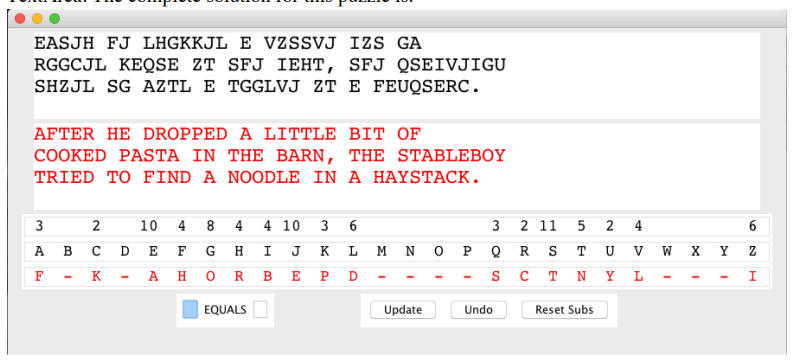 TextArea. The complete solution for this puzzle is:
EASJH FJ LHGKKJL E VZSSVJ IZS GA
RGGCJL KEQSE ZT SFJ IEHT, SFJ QSEIVJIGU
SHZJL SG AZTL E TGGLVJ ZT E FEUQSERC.
AFTER HE DROPPED A LITTLE BIT OF
COOKED PASTA IN THE BARN, THE STABLEBOY
TRIED TO FIND A NOODLE IN A HAYSTACK.
3 2 10 4 8 4 4 10 3 6 3 2 11 5 2 4 6
A B C D E F G H I J K L M N O P Q R S T U V W X Y Z
F - K - A H O R B E P D - - - - S C T N Y L - - - I
EQUALS Update Undo Reset Subs